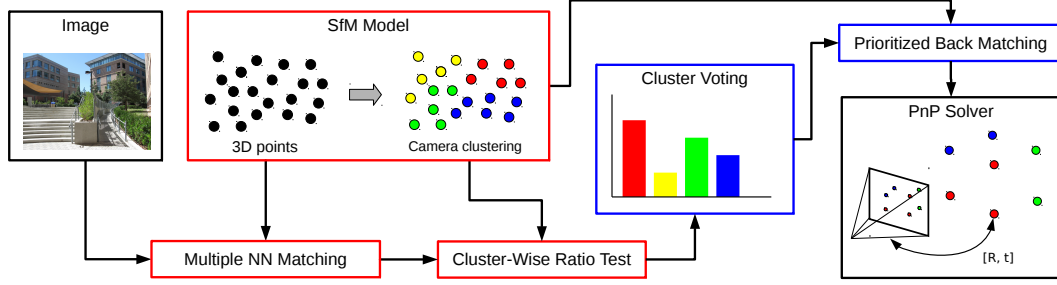 Image
SfM Model
3D points
Camera clustering
Multiple NN Matching
Cluster-Wise Ratio Test
Cluster Voting
Prioritized Back Matching
PnP Solver
[R, t]